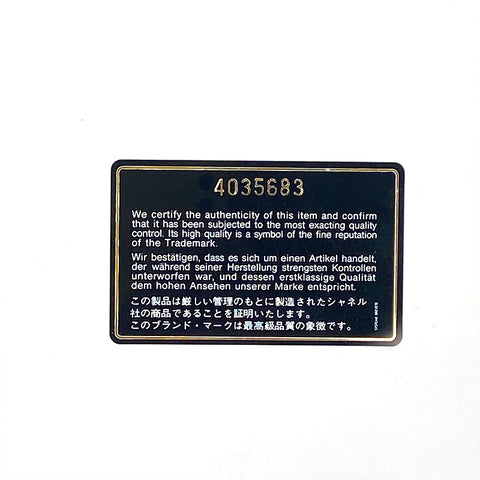 4035683
We certify the authenticity of this item and confirm
that it has been subjected to the most exacting quality
control. Its high quality is a symbol of the fine reputation
of the Trademark.
Wir bestätigen, dass es sich um einen Artikel handelt,
der während seiner Herstellung strengsten Kontrollen
unterworfen war, und dessen erstklassige Qualität
dem hohen Ansehen unserer Marke entspricht.
この製品は厳しい管理のもとに製造されたシャネル
社の商品であることを証明いたします。
このブランド・マークは最高級品質の象徴です。